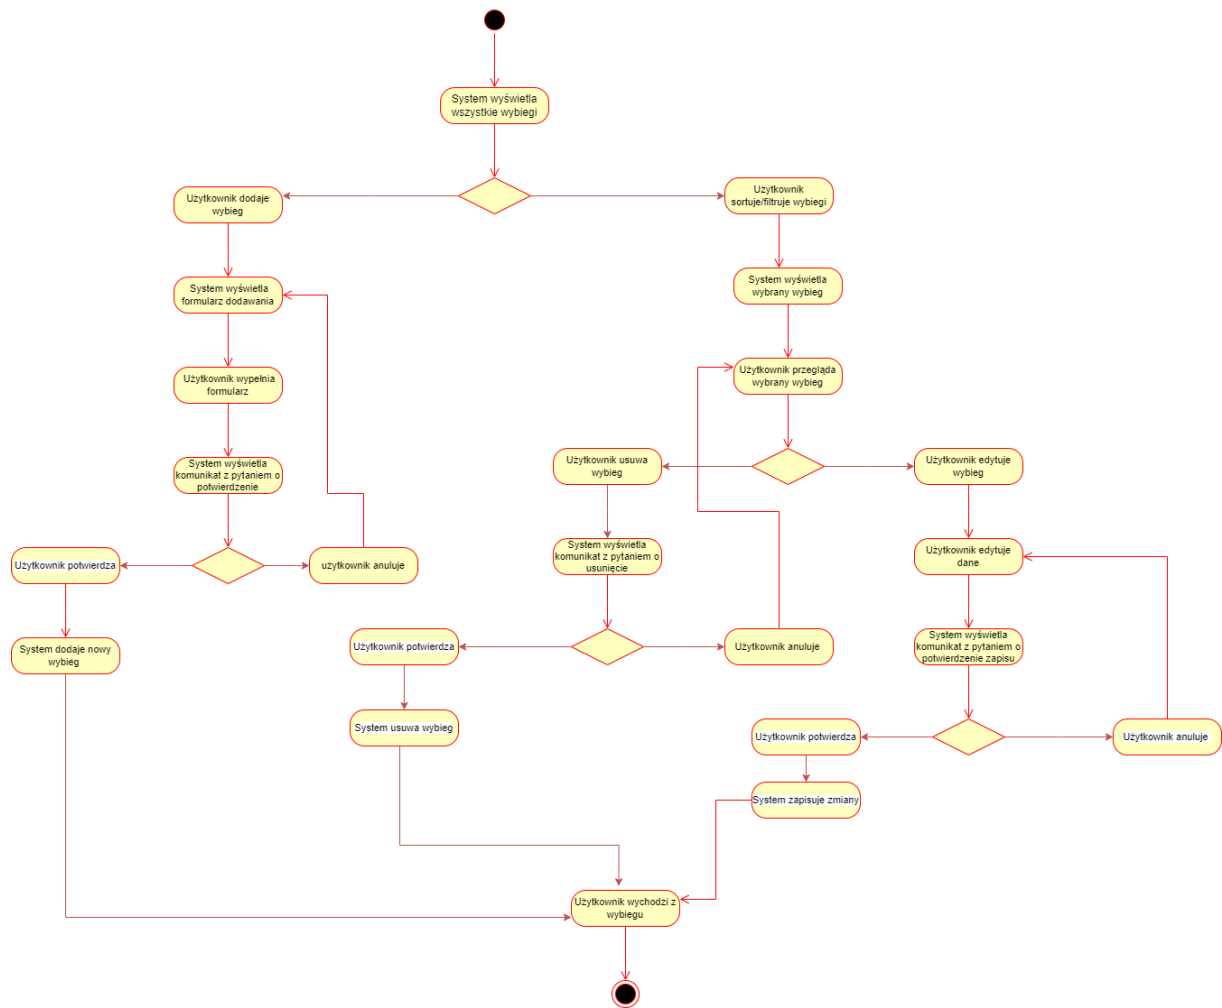 System wyświetla
wszystkie wybiegi
Użytkownik dodaje
wybieg
Użytkownik
sortuje/filtruje wybiegi
System wyświetla
formularz dodawania
System wyświetla
wybrany wybieg
Użytkownik wypełnia
formularz
Użytkownik przegląda
wybrany wybieg
System wyświetla
komunikat z pytaniem o
potwierdzenie
Użytkownik usuwa
wybieg
Użytkownik edytuje
wybieg
Użytkownik potwierdza
użytkownik anuluje
System wyświetla
komunikat z pytaniem o
usunięcie
Użytkownik edytuje
dane
System dodaje nowy
wybieg
Użytkownik potwierdza
Użytkownik anuluje
System wyświetla
komunikat z pytaniem o
potwierdzenie zapisu
System usuwa wybieg
Użytkownik potwierdza
Użytkownik anuluje
System zapisuje zmiany
Użytkownik wychodzi z
wybiegu